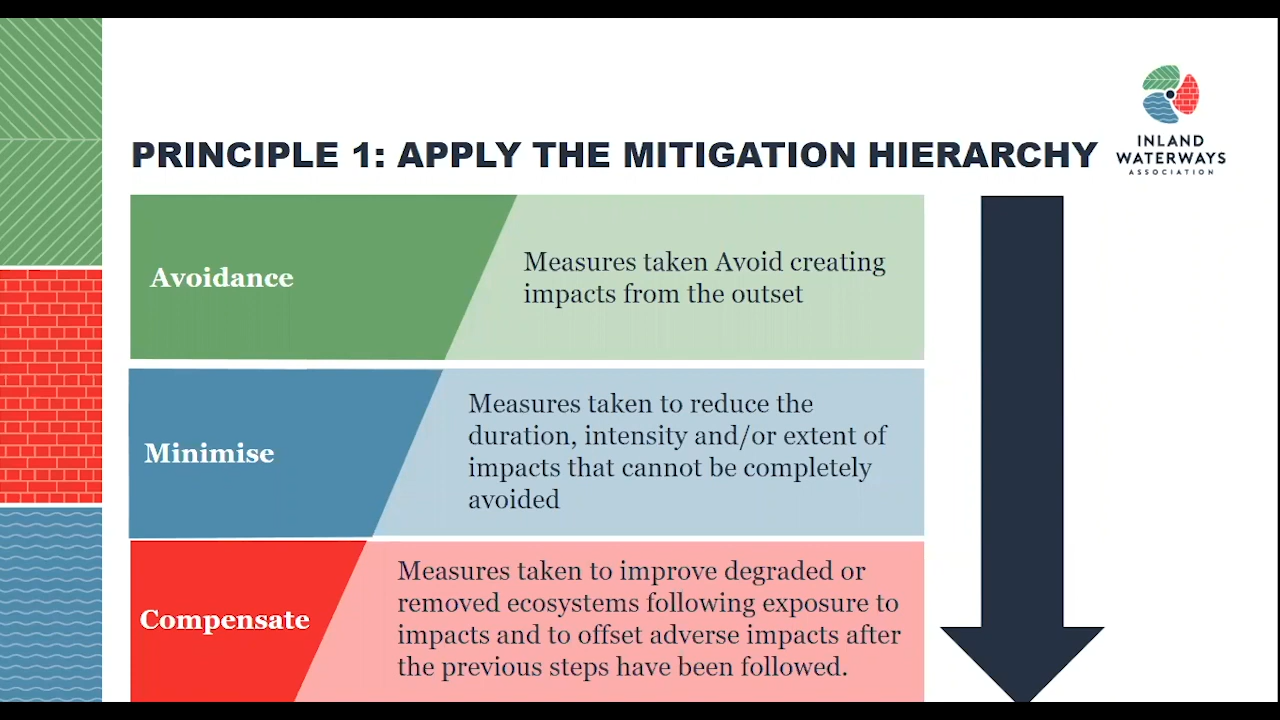 INLAND
WATERWAYS
ASSOCIATION
PRINCIPLE 1: APPLY THE MITIGATION HIERARCHY
Avoidance
Measures taken Avoid creating
impacts from the outset
Minimise
Measures taken to reduce the
duration, intensity and/or extent of
impacts that cannot be completely
avoided
Compensate
Measures taken to improve degraded or
removed ecosystems following exposure to
impacts and to offset adverse impacts after
the previous steps have been followed.